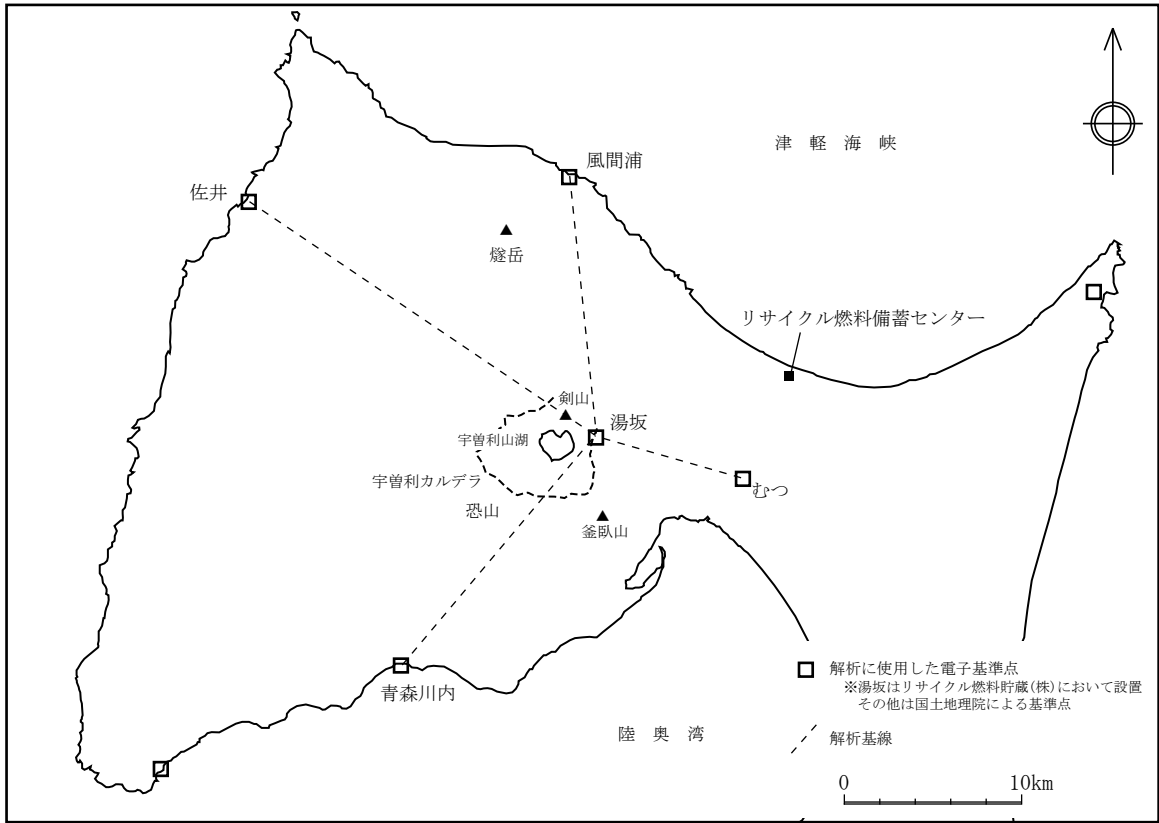 津軽海峡
風間浦
佐井
燧岳
リサイクル燃料備蓄センター
剣山
湯坂
宇曽利山湖
宇曽利カルデラ
むつ
恐山
釜臥山
解析に使用した電子基準点
※湯坂はリサイクル燃料貯蔵(株)において設置
その他は国土地理院による基準点
青森川内
陸奥湾
解析基線
0 10km